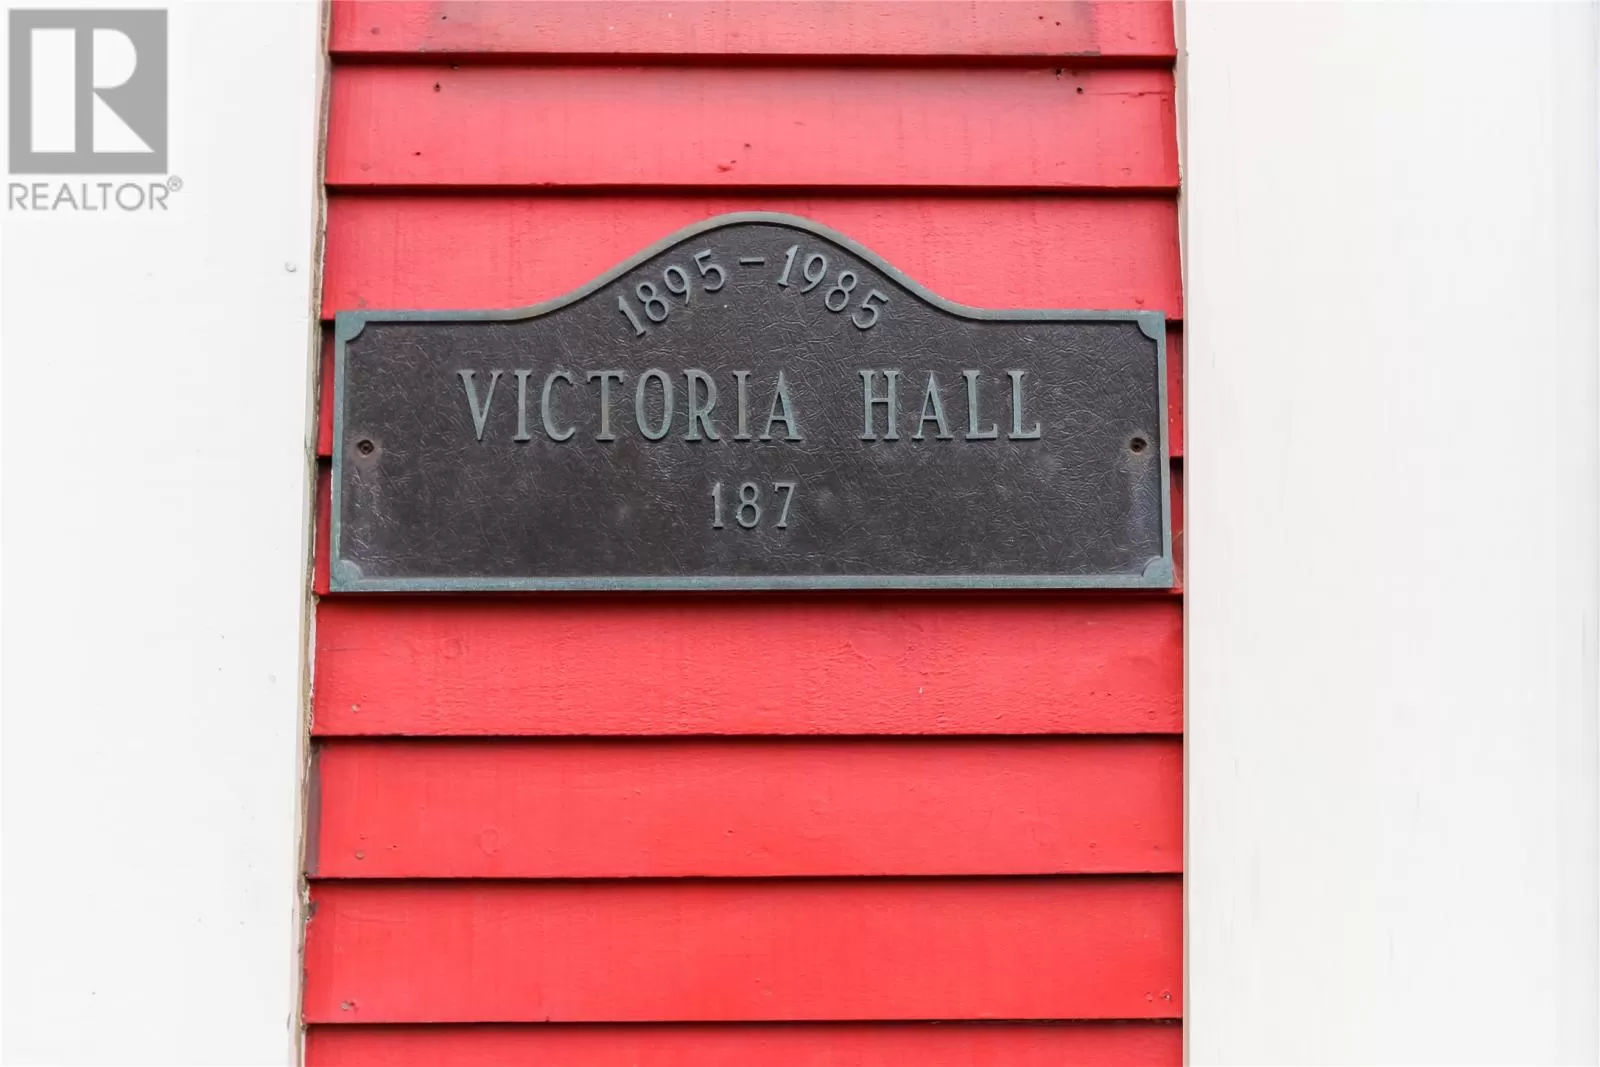 R
REALTOR®
1895-1985
VICTORIA HALL
187